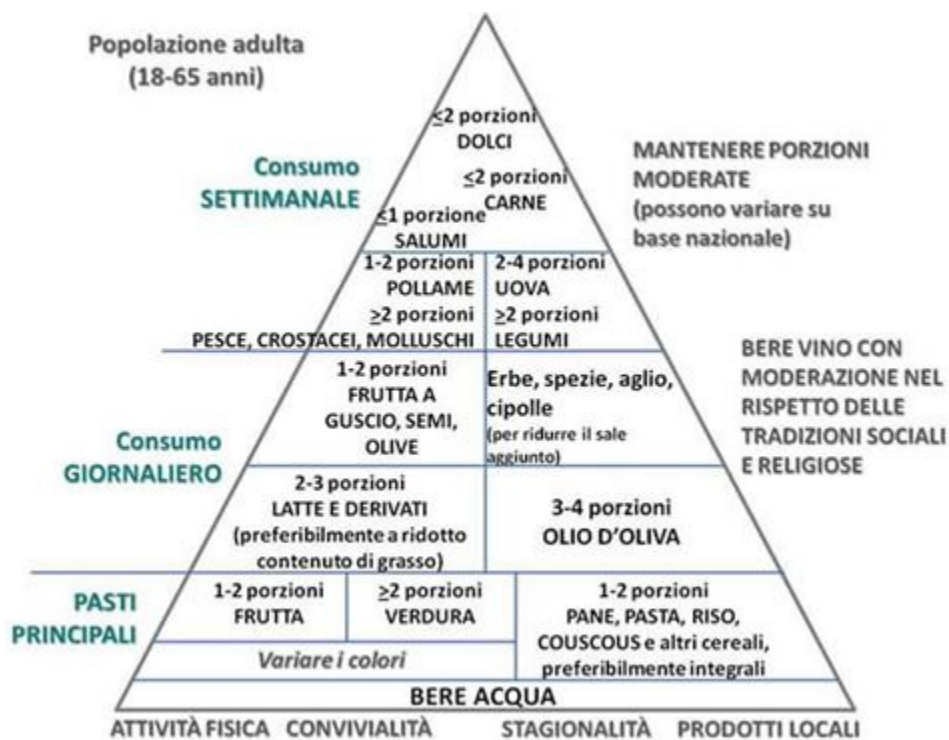 Popolazione adulta
(18-65 anni)
≤2 porzioni
DOLCI
Consumo
SETTIMANALE
≤2 porzioni
CARNE
≤1 porzione
SALUMI
MANTENERE PORZIONI
MODERATE
(possono variare su
base nazionale)
1-2 porzioni
POLLAME
≥2 porzioni
PESCE, CROSTACEI, MOLLUSCHI
2-4 porzioni
UOVA
≥2 porzioni
LEGUMI
BERE VINO CON
MODERAZIONE NEL
RISPETTO DELLE
TRADIZIONI SOCIALI
E RELIGIOSE
Consumo
GIORNALIERO
1-2 porzioni
FRUTTA A
GUSCIO, SEMI,
OLIVE
Erbe, spezie, aglio,
cipolle
(per ridurre il sale
aggiunto)
2-3 porzioni
LATTE E DERIVATI
(preferibilmente a ridotto
contenuto di grasso)
3-4 porzioni
OLIO D'OLIVA
PASTI
PRINCIPALI
1-2 porzioni
FRUTTA
≥2 porzioni
VERDURA
Variare i colori
1-2 porzioni
PANE, PASTA, RISO,
COUSCOUS e altri cereali,
preferibilmente integrali
BERE ACQUA
ATTIVITÀ FISICA CONVIVIALITÀ STAGIONALITÀ PRODOTTI LOCALI